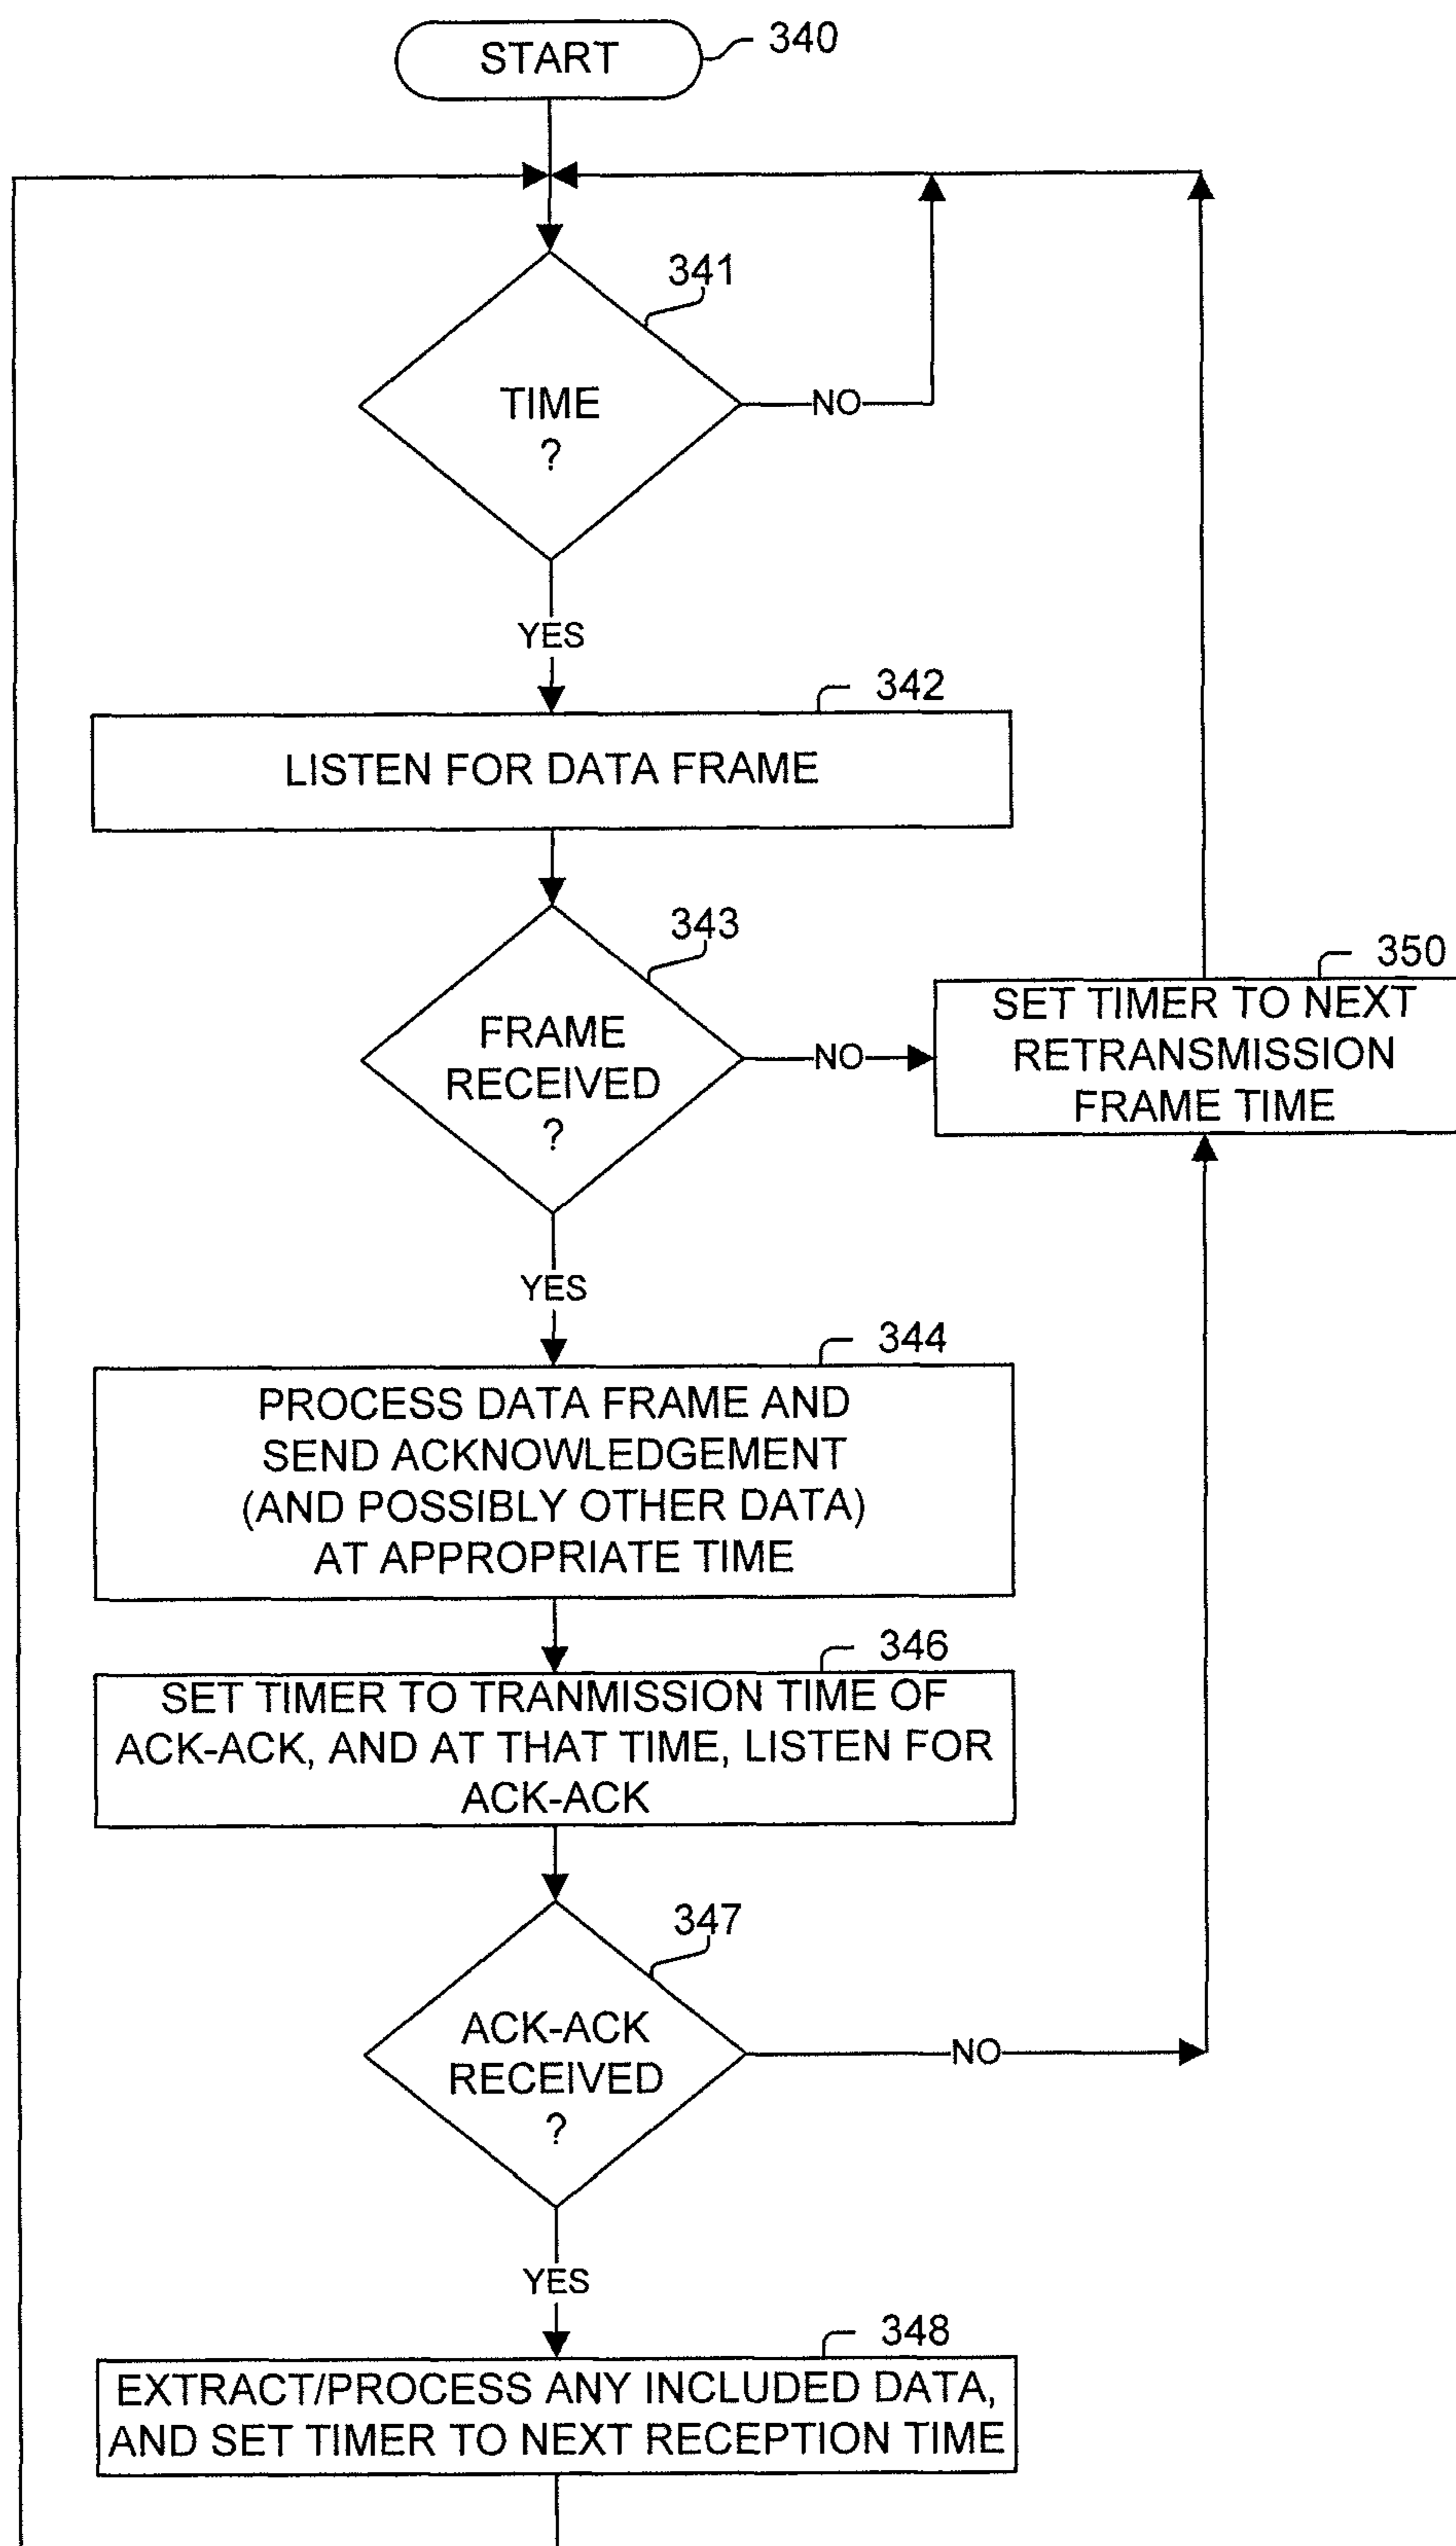 START
340
341
TIME
?
NO
YES
342
LISTEN FOR DATA FRAME
343
FRAME
RECEIVED
?
NO
350
SET TIMER TO NEXT
RETRANSMISSION
FRAME TIME
YES
344
PROCESS DATA FRAME AND
SEND ACKNOWLEDGEMENT
(AND POSSIBLY OTHER DATA)
AT APPROPRIATE TIME
346
SET TIMER TO TRANMISSION TIME OF
ACK-ACK, AND AT THAT TIME, LISTEN FOR
ACK-ACK
347
ACK-ACK
RECEIVED
?
NO
YES
348
EXTRACT/PROCESS ANY INCLUDED DATA,
AND SET TIMER TO NEXT RECEPTION TIME